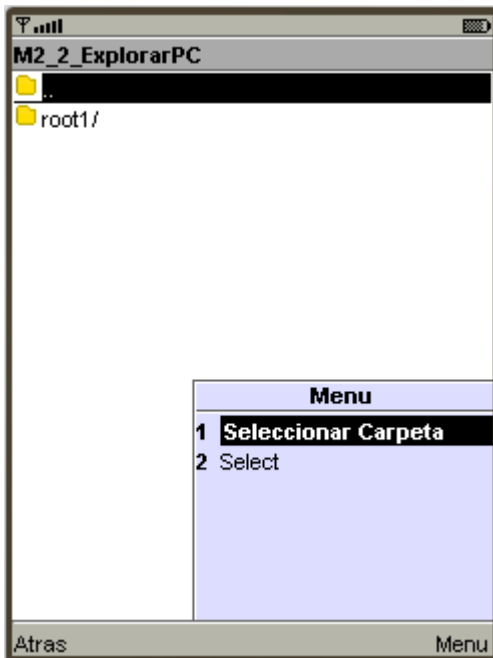 M2_2_ExplorarPC
..
root1/
Menu
1 Seleccionar Carpeta
2 Select
Atras Menu